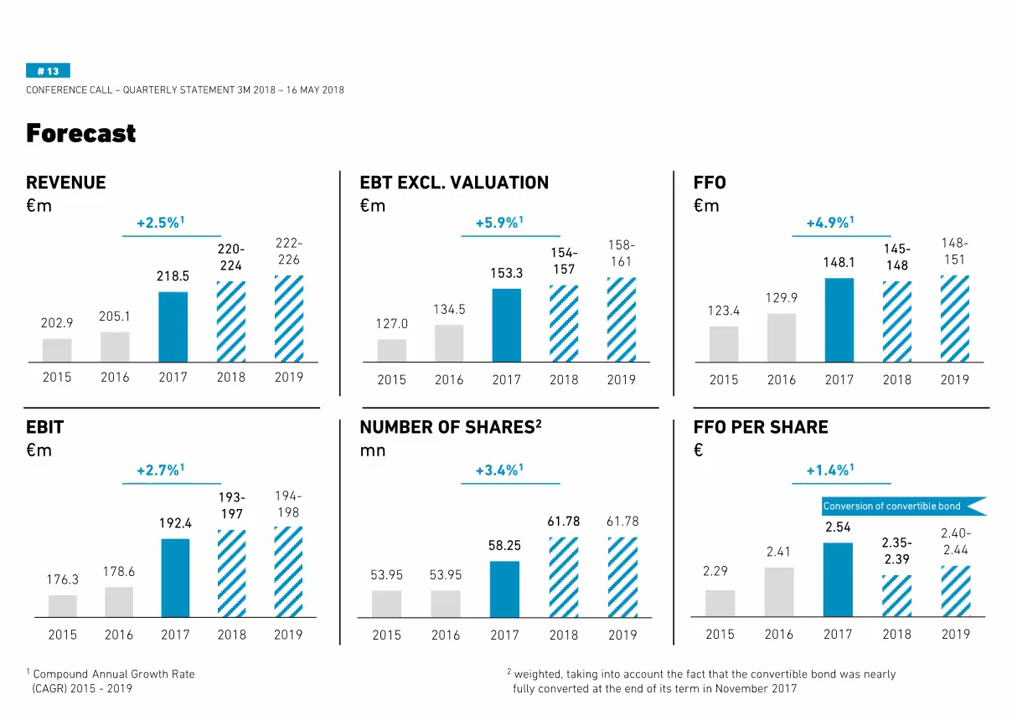 # 13
CONFERENCE CALL – QUARTERLY STATEMENT 3M 2018 – 16 MAY 2018
Forecast
REVENUE
€m
+2.5%¹
202.9
205.1
218.5
220-
224
222-
226
2015 2016 2017 2018 2019
EBT EXCL. VALUATION
€m
+5.9%¹
127.0
134.5
153.3
154-
157
158-
161
2015 2016 2017 2018 2019
FFO
€m
+4.9%¹
123.4
129.9
148.1
145-
148
148-
151
2015 2016 2017 2018 2019
EBIT
€m
+2.7%¹
176.3
178.6
192.4
193-
197
194-
198
2015 2016 2017 2018 2019
NUMBER OF SHARES²
mn
+3.4%¹
53.95
53.95
58.25
61.78
61.78
2015 2016 2017 2018 2019
FFO PER SHARE
€
+1.4%¹
Conversion of convertible bond
2.29
2.41
2.54
2.35-
2.39
2.40-
2.44
2015 2016 2017 2018 2019
¹ Compound Annual Growth Rate
(CAGR) 2015 - 2019
² weighted, taking into account the fact that the convertible bond was nearly
fully converted at the end of its term in November 2017